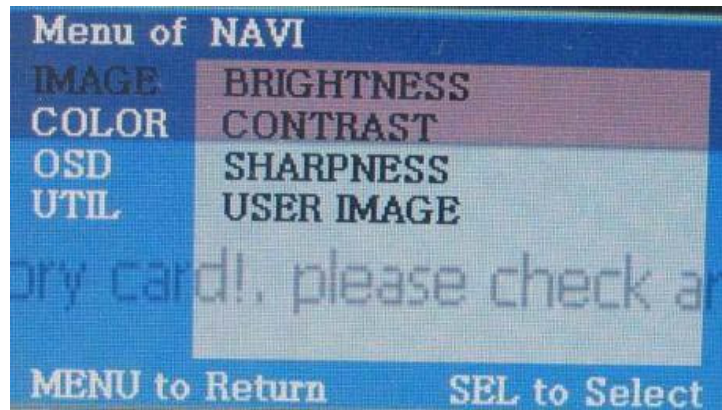 Menu of NAVI
IMAGE BRIGHTNESS
COLOR CONTRAST
OSD SHARPNESS
UTIL USER IMAGE
ory card!, please check a
MENU to Return SEL to Select